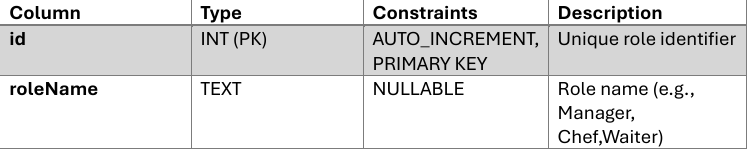 Column Type Constraints Description
id INT (PK) AUTO_INCREMENT, Unique role identifier
PRIMARY KEY
roleName TEXT NULLABLE Role name (e.g.,
Manager,
Chef,Waiter)